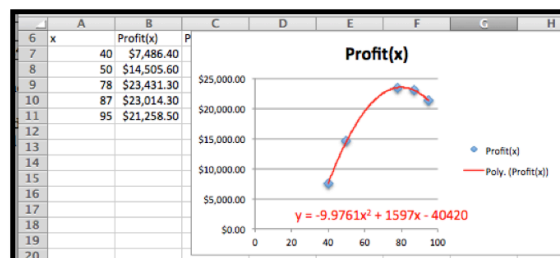 A B C D E F G H
6 x Profit(x) P
7 40 $7,486.40
8 50 $14,505.60
9 78 $23,431.30
10 87 $23,014.30
11 95 $21,258.50
12
13
14
15
16
17
18
19
20
Profit(x)
$25,000.00
$20,000.00
$15,000.00
$10,000.00
$5,000.00
$0.00
0 20 40 60 80 100
y = -9.9761x² + 1597x - 40420
Profit(x)
Poly. (Profit(x))